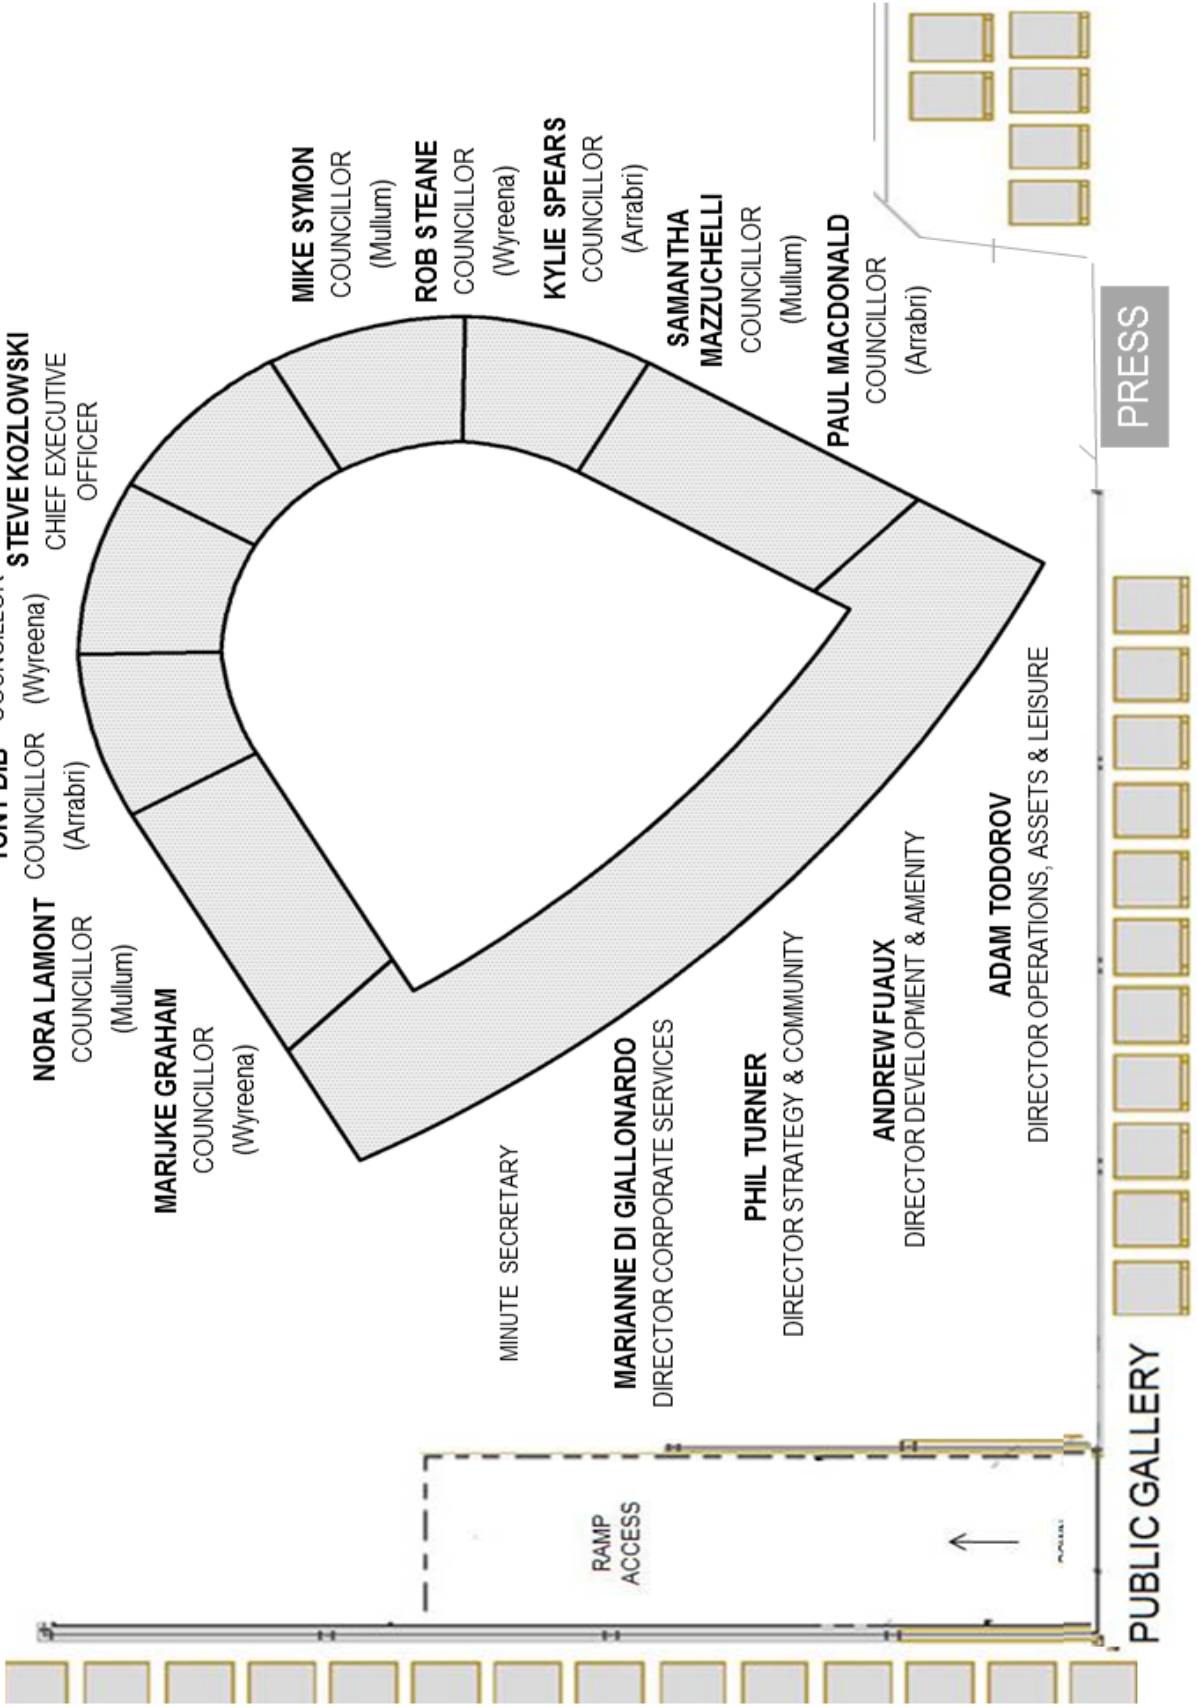 STEVE KOZLOWSKI
CHIEF EXECUTIVE
OFFICER
(Wyreena)
COUNCILLOR
(Arrabri)
NORA LAMONT
COUNCILLOR
(Mullum)
MARIJKE GRAHAM
COUNCILLOR
(Wyreena)
MIKE SYMON
COUNCILLOR
(Mullum)
ROB STEANE
COUNCILLOR
(Wyreena)
KYLIE SPEARS
COUNCILLOR
(Arrabri)
SAMANTHA
MAZZUCHELLI
COUNCILLOR
(Mullum)
PAUL MACDONALD
COUNCILLOR
(Arrabri)
MINUTE SECRETARY
MARIANNE DI GIALLONARDO
DIRECTOR CORPORATE SERVICES
PHIL TURNER
DIRECTOR STRATEGY & COMMUNITY
ANDREW FUAUX
DIRECTOR DEVELOPMENT & AMENITY
ADAM TODOROV
DIRECTOR OPERATIONS, ASSETS & LEISURE
RAMP
ACCESS
PUBLIC GALLERY
PRESS